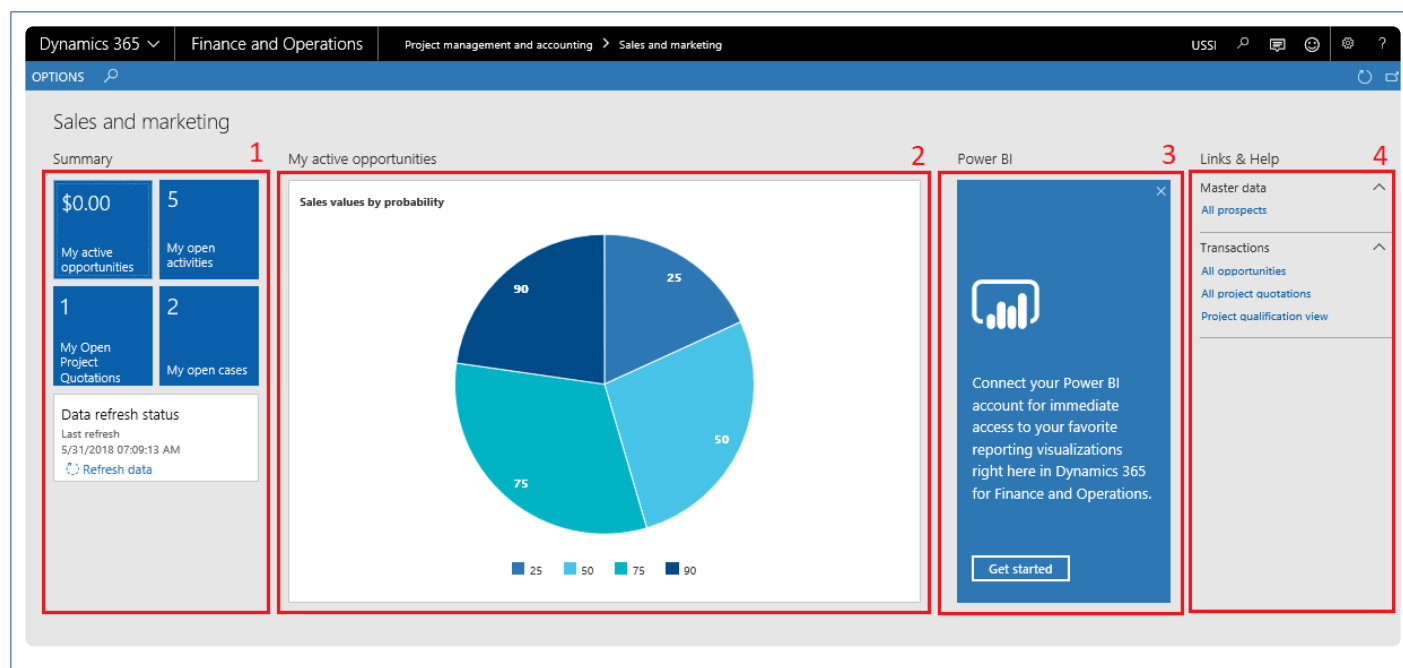 Dynamics 365
Finance and Operations
Project management and accounting > Sales and marketing
USSI
?
OPTIONS
Sales and marketing
Summary
1
$0.00
My active
opportunities
5
My open
activities
1
My Open
Project
Quotations
2
My open cases
Data refresh status
Last refresh
5/31/2018 07:09:13 AM
Refresh data
My active opportunities
2
Sales values by probability
90
25
50
75
25
50
75
90
Power BI
3
Connect your Power BI
account for immediate
access to your favorite
reporting visualizations
right here in Dynamics 365
for Finance and Operations.
Get started
Links & Help
4
Master data
All prospects
Transactions
All opportunities
All project quotations
Project qualification view